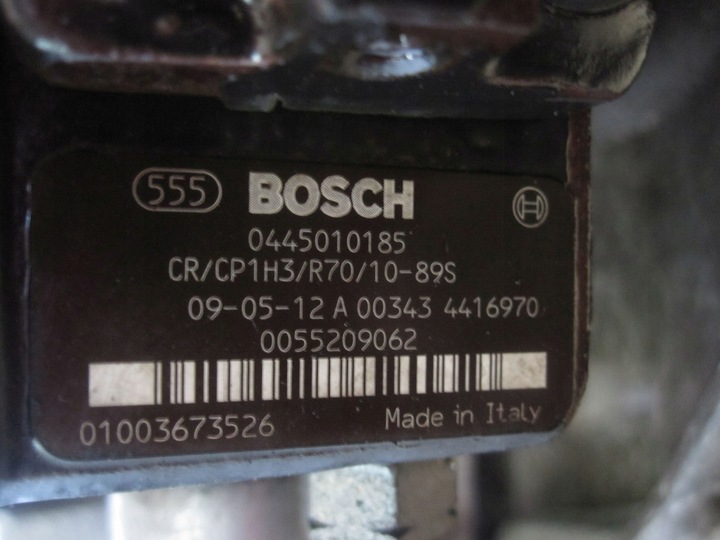 555 BOSCH
0445010185
CR/CP1H3/R70/10-89S
09-05-12 A 00343 4416970
0055209062
01003673526 Made in Italy